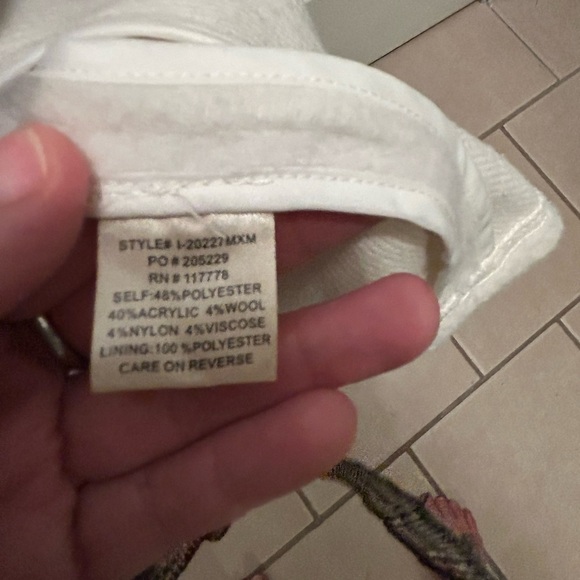 STYLE# I-20227MXM
PO # 205229
RN # 117778
SELF:48%POLYESTER
40%ACRYLIC 4%WOOL
4%NYLON 4%VISCOSE
LINING:100%POLYESTER
CARE ON REVERSE